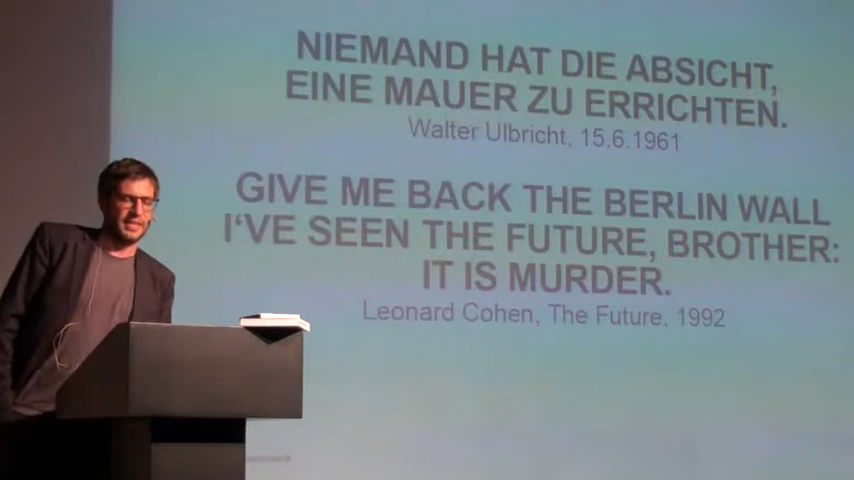 NIEMAND HAT DIE ABSICHT,
EINE MAUER ZU ERRICHTEN.
Walter Ulbricht, 15.6.1961
GIVE ME BACK THE BERLIN WALL
I'VE SEEN THE FUTURE, BROTHER:
IT IS MURDER.
Leonard Cohen, The Future, 1992